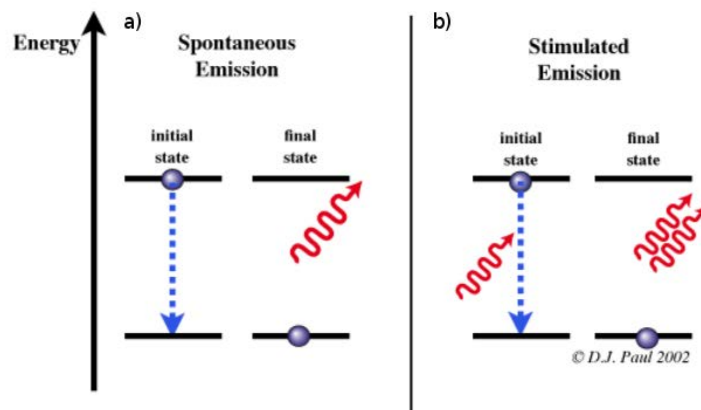 Energy
a)
Spontaneous
Emission
initial
state
final
state
b)
Stimulated
Emission
initial
state
final
state
© D.J. Paul 2002